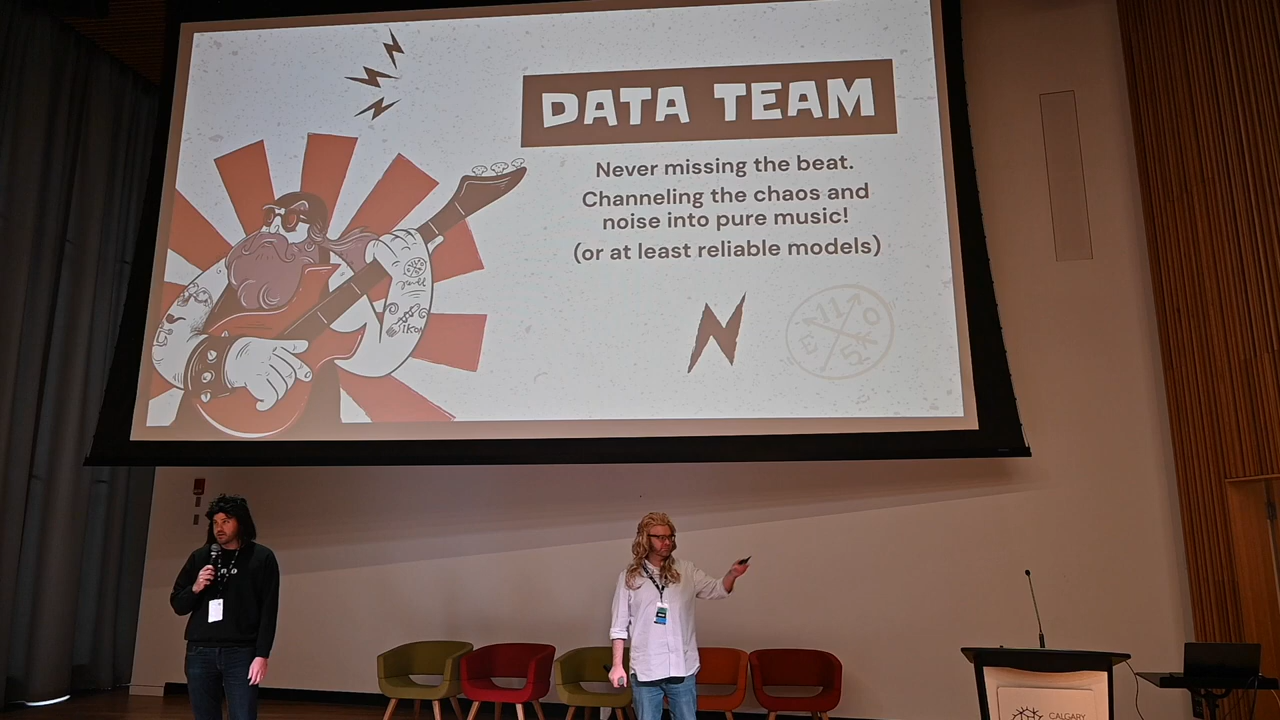 DATA TEAM
Never missing the beat.
Channeling the chaos and
noise into pure music!
(or at least reliable models)
CALGARY